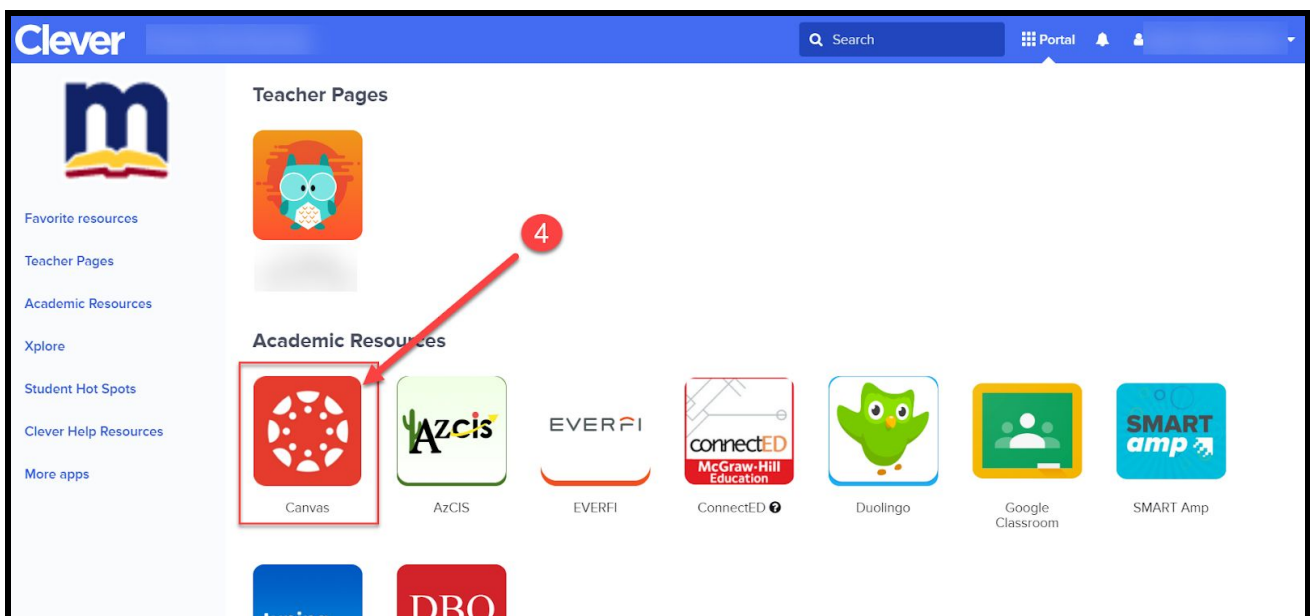 Clever
Search
Portal
Teacher Pages
4
Favorite resources
Teacher Pages
Academic Resources
Xplore
Student Hot Spots
Clever Help Resources
More apps
Academic Resources
AzCIS
EVERFI
connectED
McGraw-Hill
Education
SMART
amp
Canvas
AzCIS
EVERFI
ConnectED
Duolingo
Google
Classroom
SMART Amp
DBQ